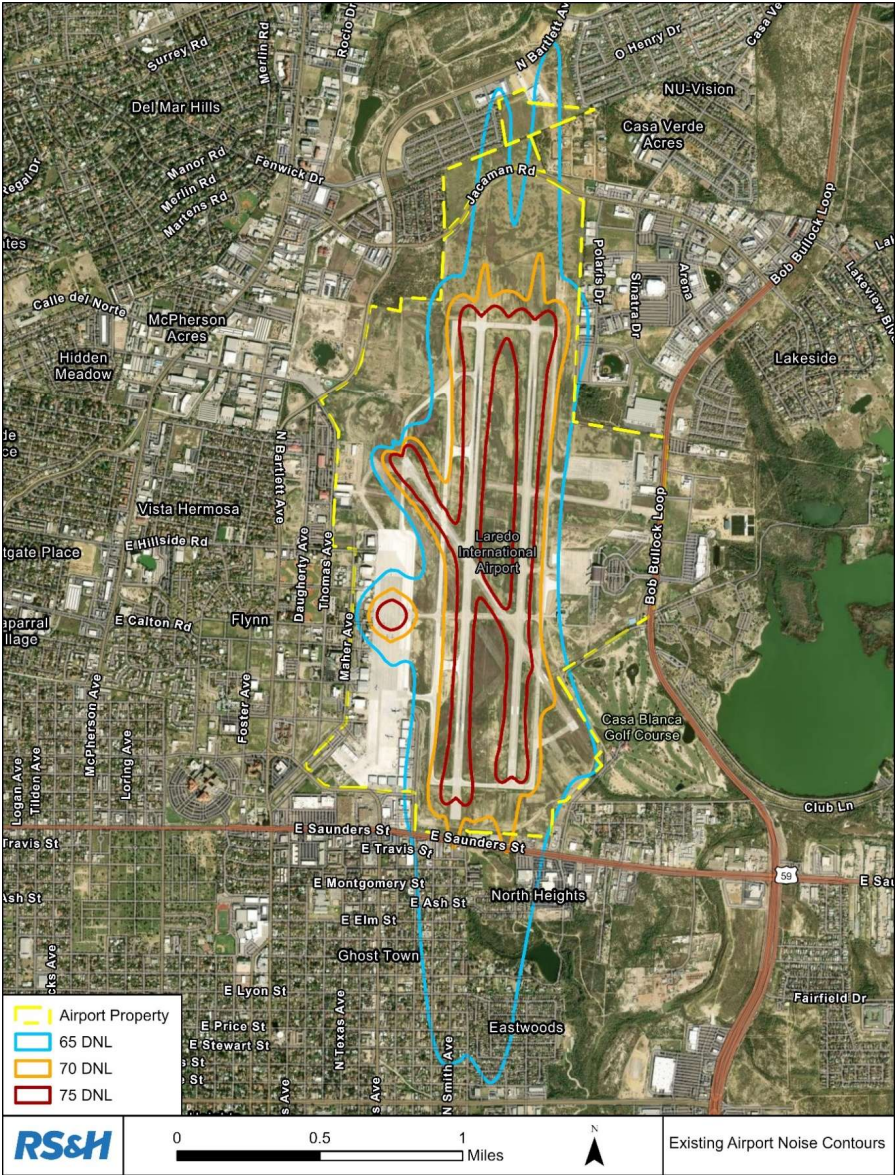 N Bartlett Av
Casa Ve
Rocio Dr
Merlin Rd
Surrey Rd
O Henry Dr
NU-Vision
Del Mar Hills
Casa Verde
Acres
Manor Rd
Fenwick Dr
Merlin Rd
Regal Dr
Martens Rd
Jacaman Rd
Bob Bullock Loop
Polaris Dr
Sinatra Dr
Arena
Lakeview Blv
Calle del Norte
McPherson
Acres
Hidden
Meadow
Lakeside
N Bartlett Ave
Vista Hermosa
E Hillside Rd
Daugherty Ave
Thomas Ave
Laredo
International
Airport
Bob Bullock Loop
Flynn
E Calton Rd
Maher Ave
Foster Ave
McPherson Ave
Loring Ave
Logan Ave
Tilden Ave
Casa Blanca
Golf Course
Club Ln
E Saunders St
E Saunders St
Travis St
E Travis St
59
E Sau
E Montgomery St
Ash St
E Ash St
North Heights
E Elm St
Ghost Town
cks Ave
E Lyon St
Fairfield Dr
N Texas Ave
E Price St
Eastwoods
E Stewart St
N Smith Ave
s Ave
s Ave
Airport Property
65 DNL
70 DNL
75 DNL
RS&H
0 0.5 1
Miles
N
Existing Airport Noise Contours